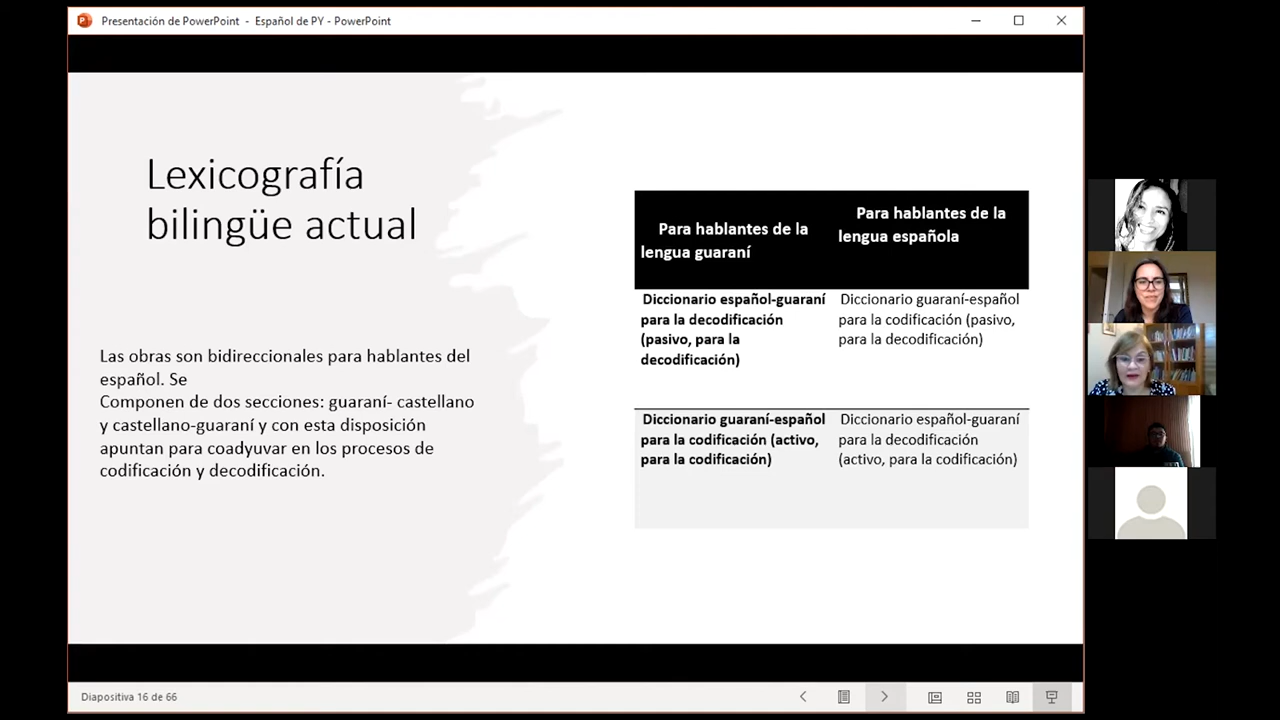 Presentación de PowerPoint - Español de PY - PowerPoint
Lexicografía
bilingüe actual
Las obras son bidireccionales para hablantes del
español. Se
Componen de dos secciones: guaraní- castellano
y castellano-guaraní y con esta disposición
apuntan para coadyuvar en los procesos de
codificación y decodificación.
Para hablantes de la
lengua guaraní
Para hablantes de la
lengua española
Diccionario español-guaraní
para la decodificación
(pasivo, para la
decodificación)
Diccionario guaraní-español
para la codificación (pasivo,
para la decodificación)
Diccionario guaraní-español
para la codificación (activo,
para la codificación)
Diccionario español-guaraní
para la decodificación
(activo, para la codificación)
Diapositiva 16 de 66